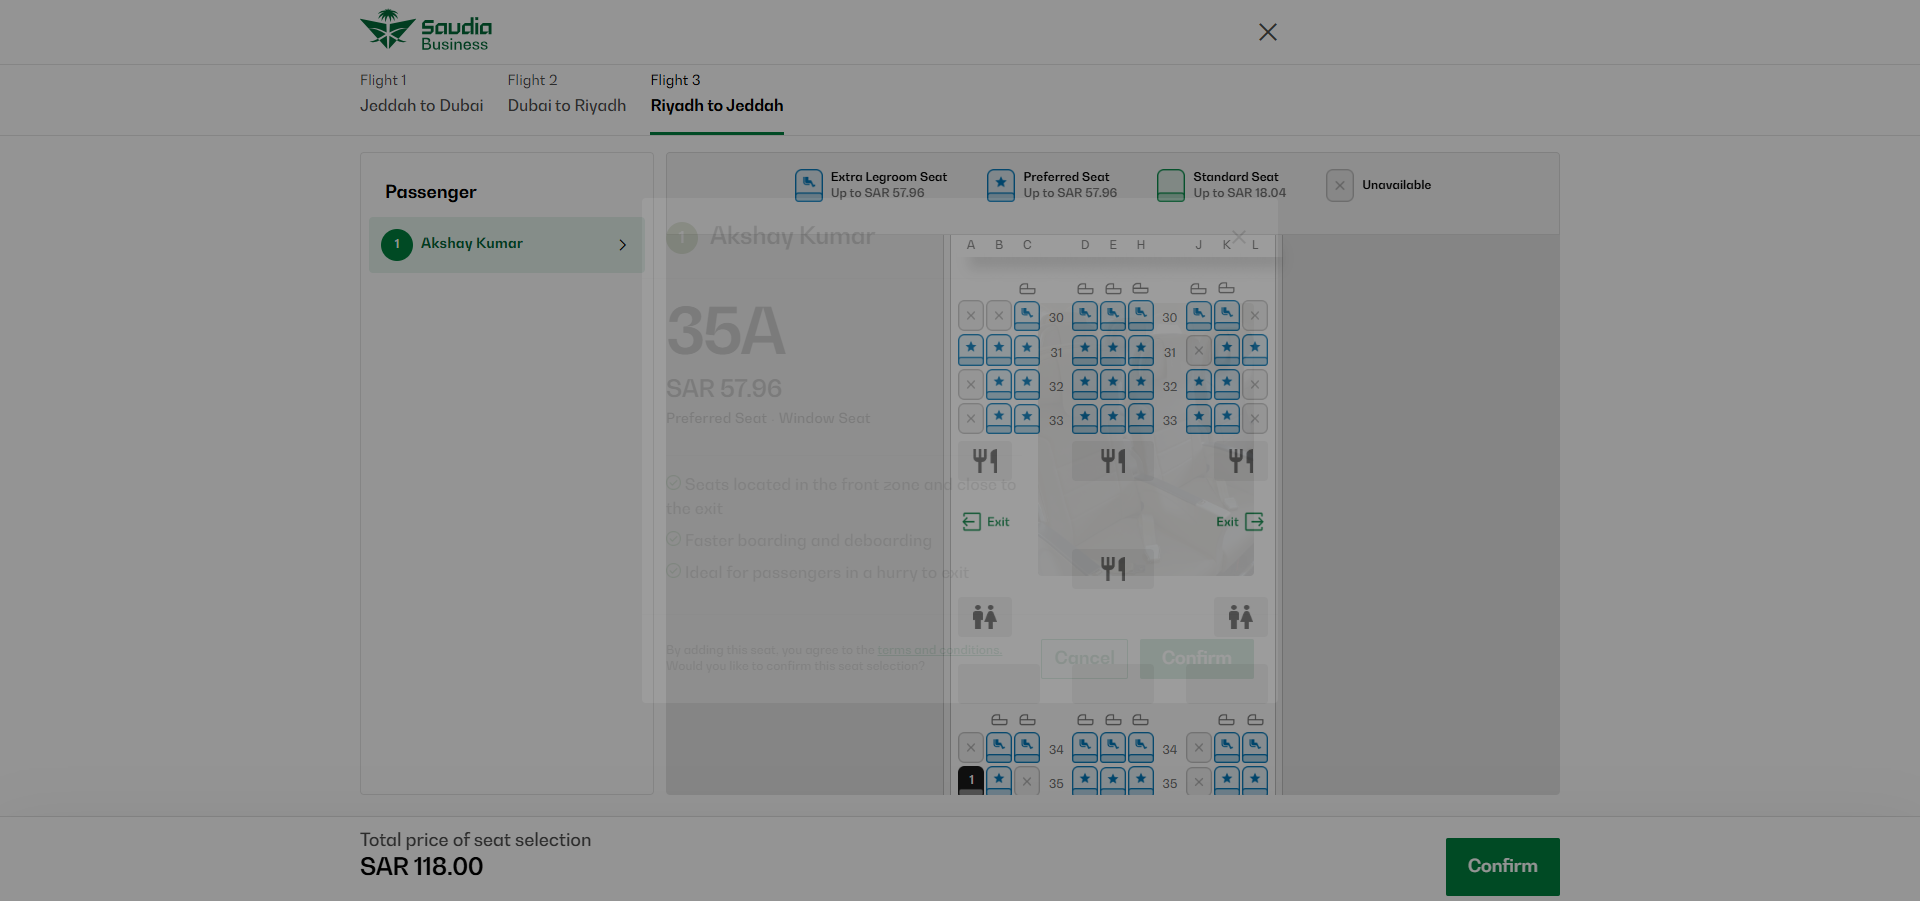 Saudia
Business
Flight 1
Jeddah to Dubai
Flight 2
Dubai to Riyadh
Flight 3
Riyadh to Jeddah
Passenger
1
Akshay Kumar
Extra Legroom Seat
Up to SAR 57.96
Preferred Seat
Up to SAR 57.96
Standard Seat
Up to SAR 18.04
Unavailable
1 Akshay Kumar
35A
SAR 57.96
Preferred Seat - Window Seat
Seats located in the front zone and close to
the exit
Faster boarding and deboarding
Ideal for passengers in a hurry to exit
By adding this seat, you agree to the terms and conditions.
Would you like to confirm this seat selection?
Cancel
Confirm
A B C D E H J K L
30 30
31 31
32 32
33 33
Exit Exit
34 34
1 35 35
Total price of seat selection
SAR 118.00
Confirm